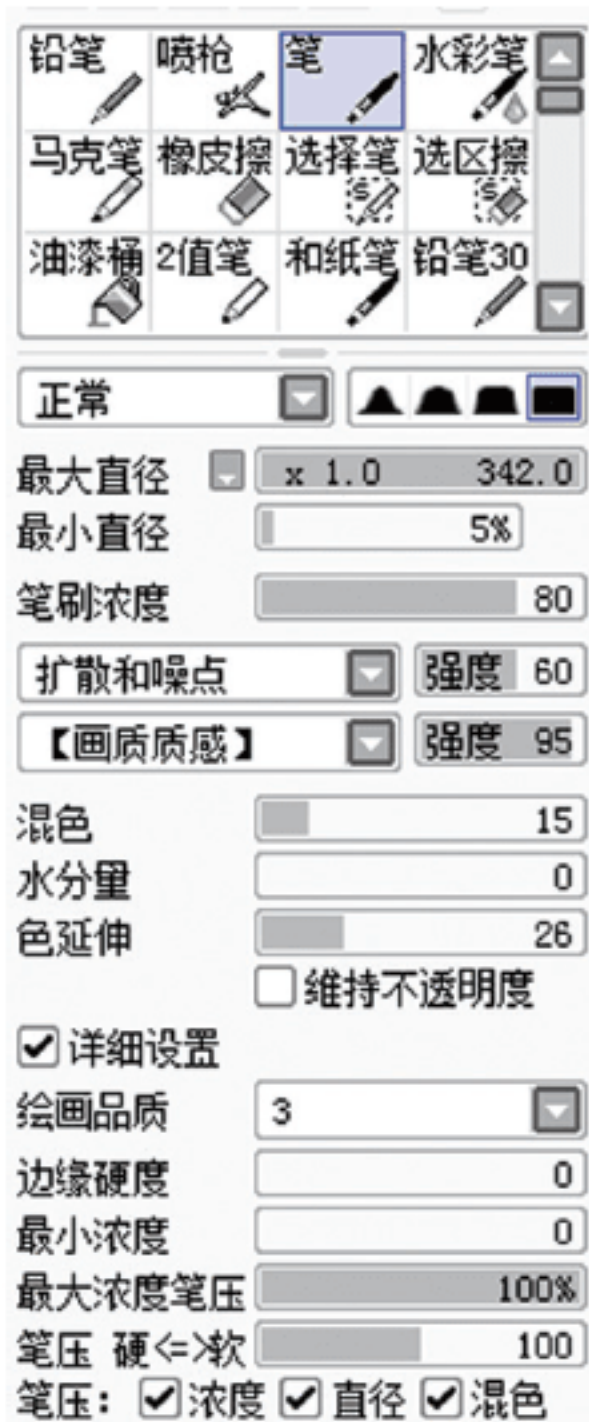 铅笔 喷枪 笔 水彩笔
马克笔 橡皮擦 选择笔 选区擦
油漆桶 2值笔 和纸笔 铅笔30
正常
最大直径 x 1.0 342.0
最小直径 5%
笔刷浓度 80
扩散和噪点 强度 60
【画质质感】 强度 95
混色 15
水分量 0
色延伸 26
维持不透明度
详细设置
绘画品质 3
边缘硬度 0
最小浓度 0
最大浓度笔压 100%
笔压 硬<=>软 100
笔压: 浓度 直径 混色